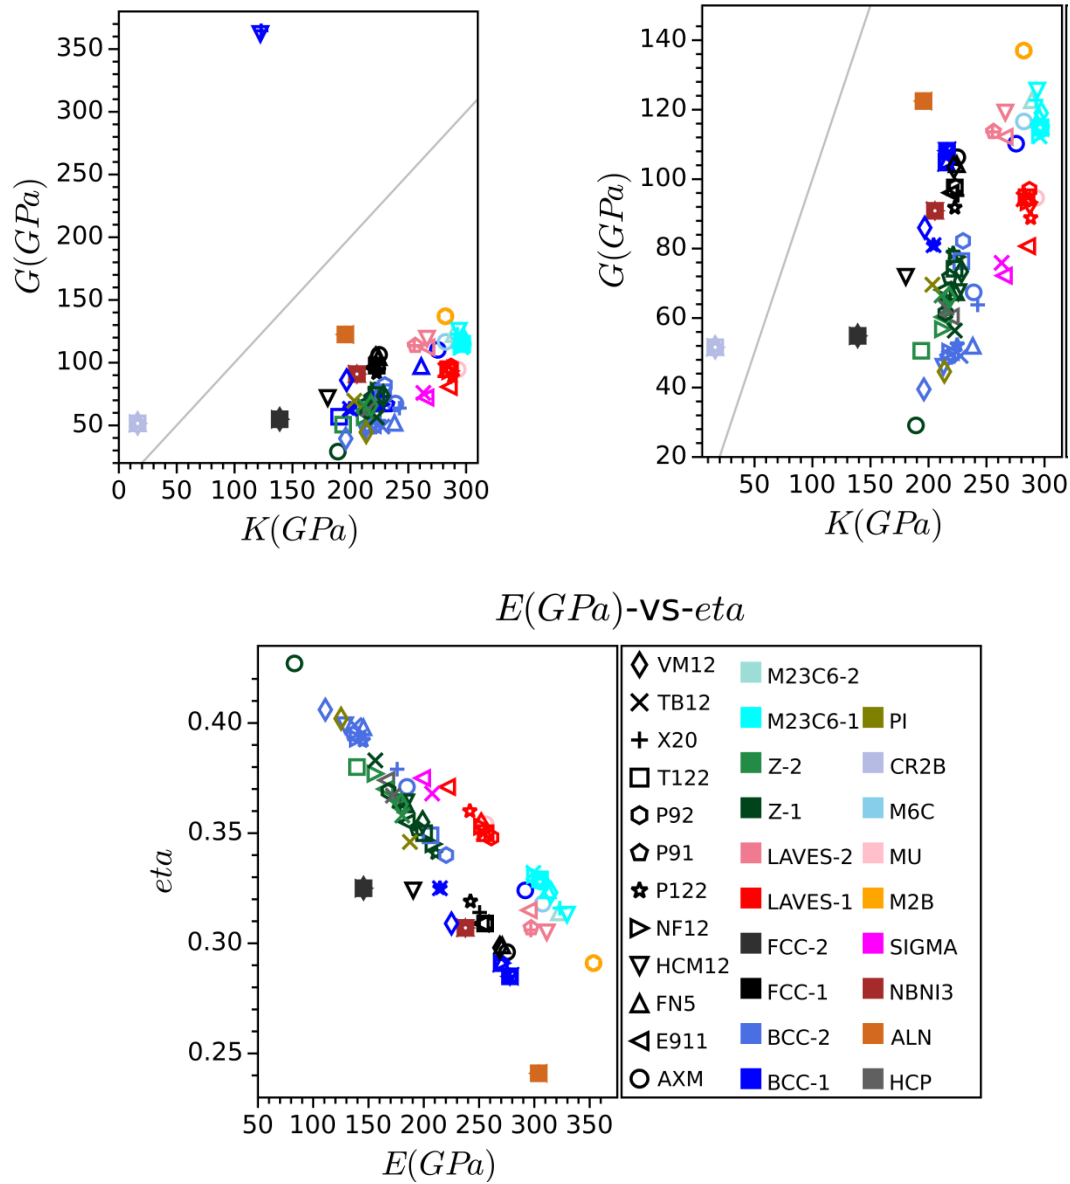 350
300
250
200
150
100
50
G(GPa)
0 50 100 150 200 250 300
K(GPa)
140
120
100
80
60
40
20
G(GPa)
50 100 150 200 250 300
K(GPa)
E(GPa)-vs-eta
0.40
0.35
0.30
0.25
eta
50 100 150 200 250 300 350
E(GPa)
VM12
TB12
X20
T122
P92
P91
P122
NF12
HCM12
FN5
E911
AXM
M23C6-2
M23C6-1
Z-2
Z-1
LAVES-2
LAVES-1
FCC-2
FCC-1
BCC-2
BCC-1
PI
CR2B
M6C
MU
M2B
SIGMA
NBNI3
ALN
HCP